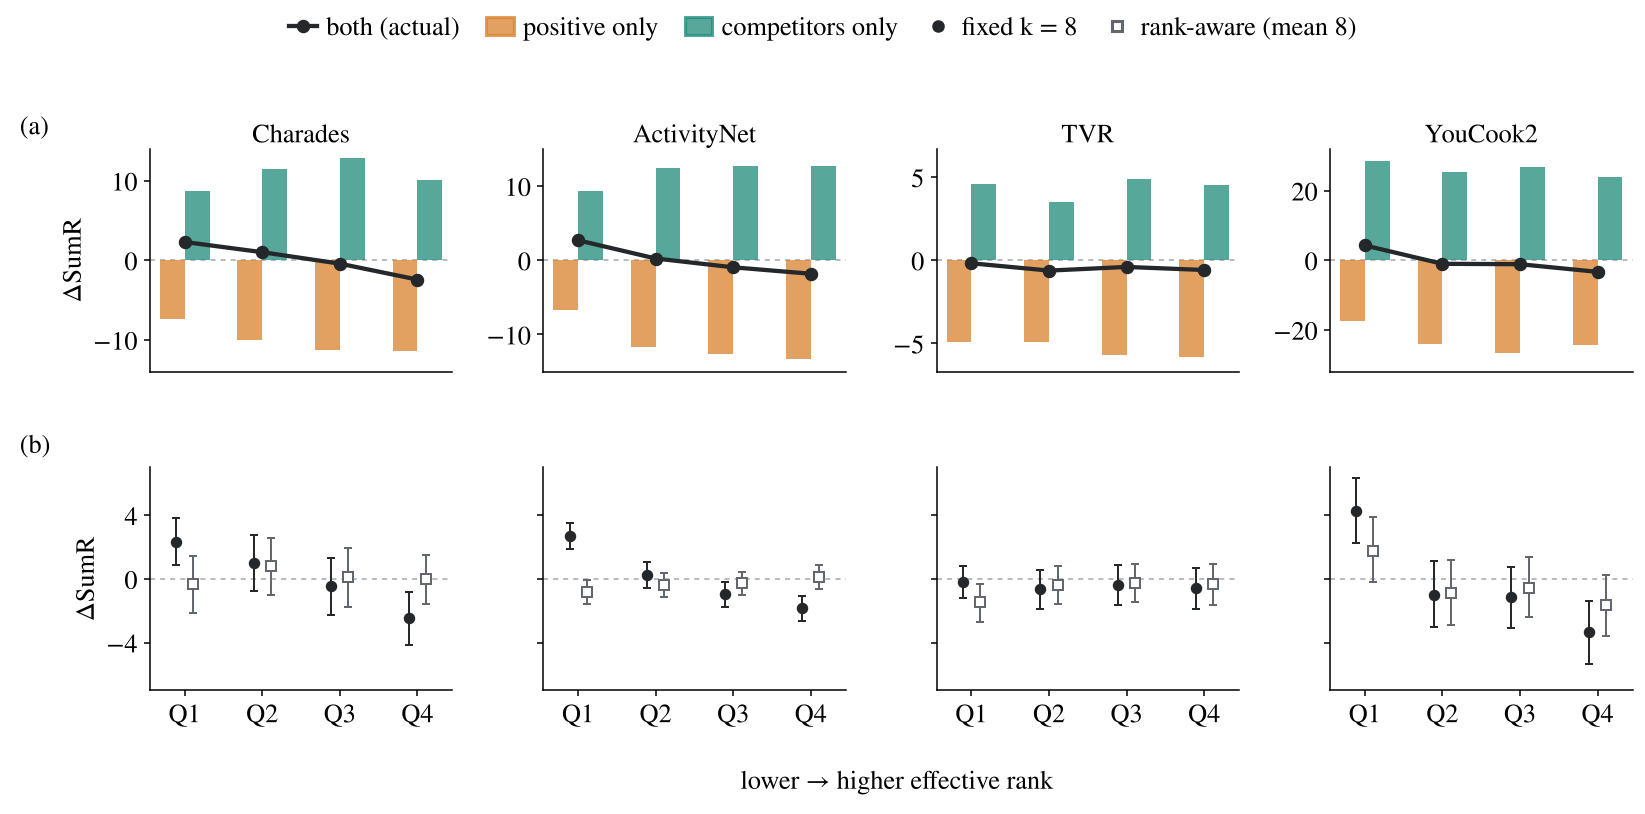 both (actual) positive only competitors only fixed k = 8 rank-aware (mean 8)
(a)
Charades ActivityNet TVR YouCook2
ΔSumR
10 0 −10
10 0 −10
5 0 −5
20 0 −20
(b)
ΔSumR
4 0 −4
Q1 Q2 Q3 Q4 Q1 Q2 Q3 Q4 Q1 Q2 Q3 Q4 Q1 Q2 Q3 Q4
lower → higher effective rank